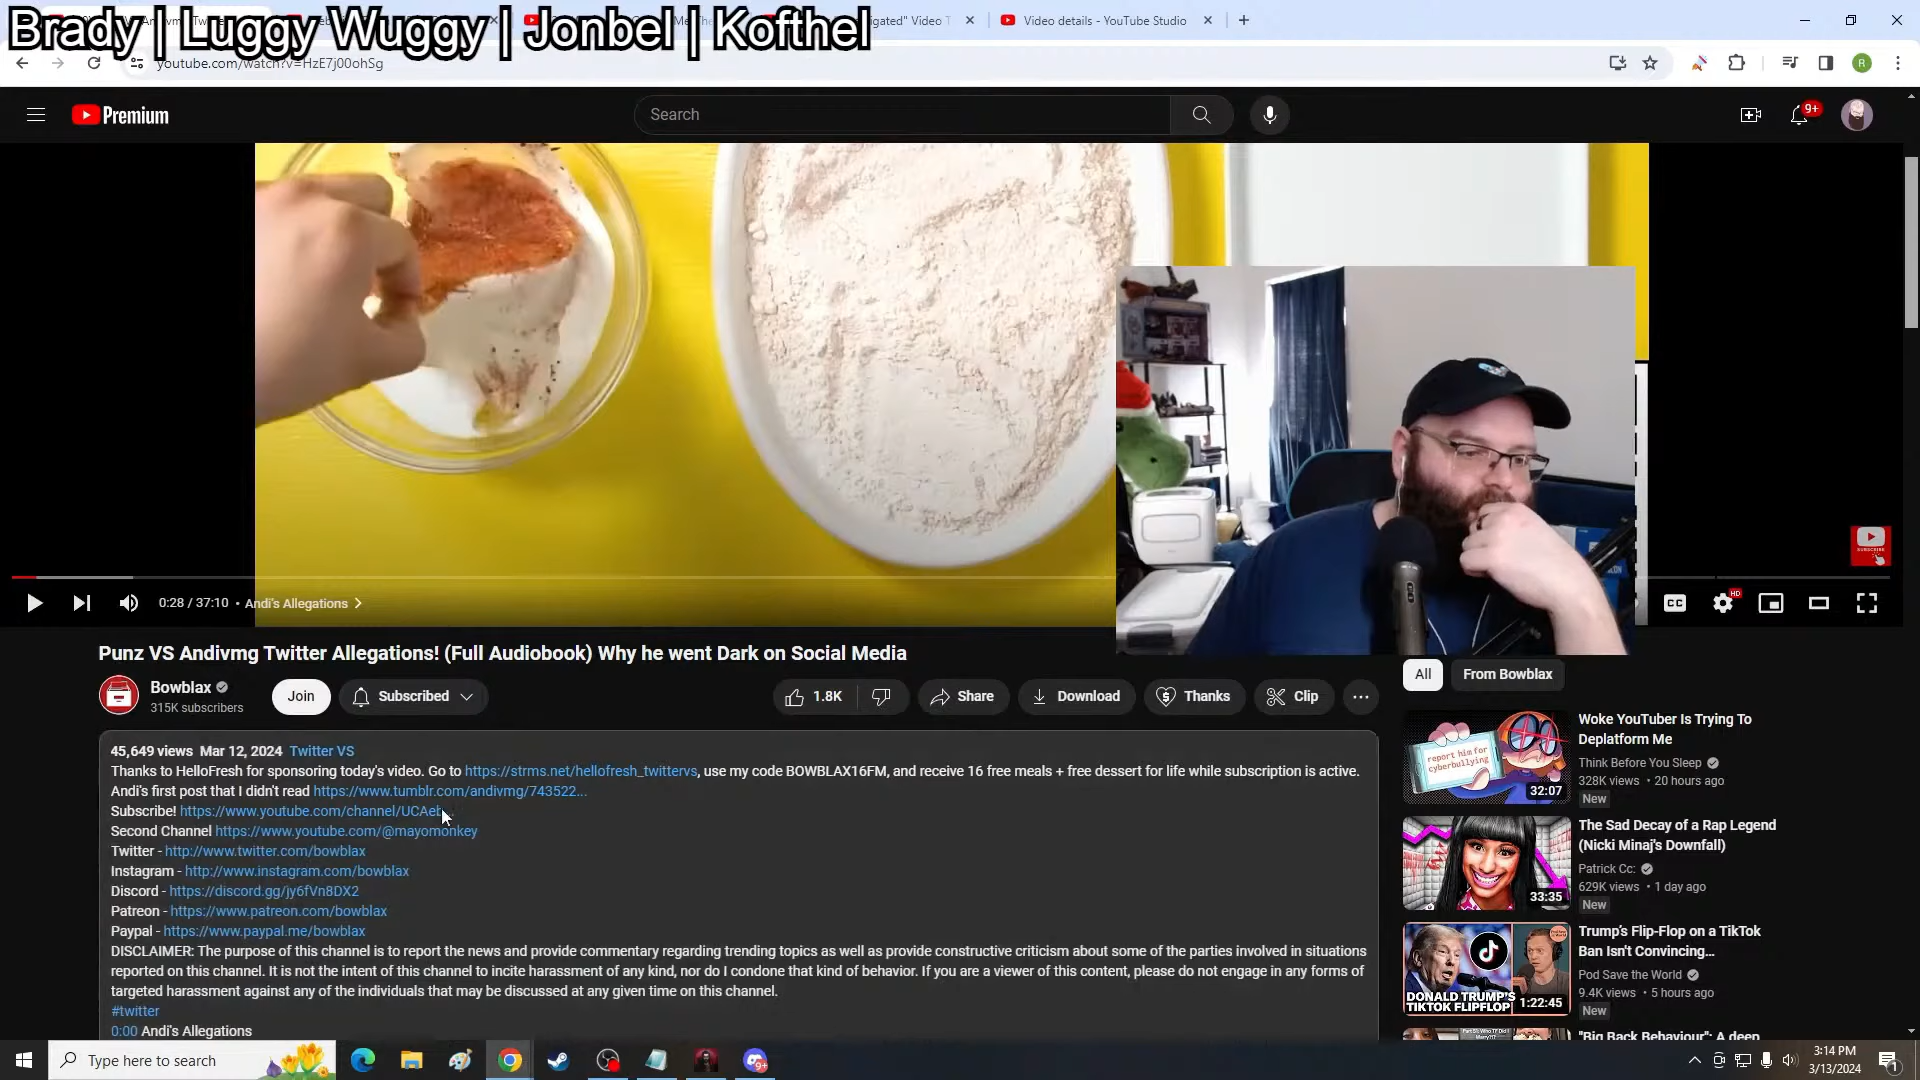 Brady | Luggy Wuggy | Jonbel | Kofthel
Video details - YouTube Studio
youtube.com/watch?v=HzE7j00ohSg
R
Premium
Search
9+
SUBSCRIBE
0:28 / 37:10 • Andi's Allegations
CC
HD
Punz VS Andivmg Twitter Allegations! (Full Audiobook) Why he went Dark on Social Media
Bowblax
315K subscribers
Join
Subscribed
1.8K
Share
Download
Thanks
Clip
45,649 views Mar 12, 2024 Twitter VS
Thanks to HelloFresh for sponsoring today's video. Go to https://strms.net/hellofresh_twittervs, use my code BOWBLAX16FM, and receive 16 free meals + free dessert for life while subscription is active.
Andi's first post that I didn't read https://www.tumblr.com/andivmg/743522...
Subscribe! https://www.youtube.com/channel/UCAeb...
Second Channel https://www.youtube.com/@mayomonkey
Twitter - http://www.twitter.com/bowblax
Instagram - http://www.instagram.com/bowblax
Discord - https://discord.gg/jy6fVn8DX2
Patreon - https://www.patreon.com/bowblax
Paypal - https://www.paypal.me/bowblax
DISCLAIMER: The purpose of this channel is to report the news and provide commentary regarding trending topics as well as provide constructive criticism about some of the parties involved in situations
reported on this channel. It is not the intent of this channel to incite harassment of any kind, nor do I condone that kind of behavior. If you are a viewer of this content, please do not engage in any forms of
targeted harassment against any of the individuals that may be discussed at any given time on this channel.
#twitter
0:00 Andi's Allegations
All
From Bowblax
report him for
cyberbullying
32:07
Woke YouTuber Is Trying To
Deplatform Me
Think Before You Sleep
328K views • 20 hours ago
New
33:35
The Sad Decay of a Rap Legend
(Nicki Minaj's Downfall)
Patrick Cc:
629K views • 1 day ago
New
DONALD TRUMP'S
TIKTOK FLIPFLOP
1:22:45
Trump's Flip-Flop on a TikTok
Ban Isn't Convincing...
Pod Save the World
9.4K views • 5 hours ago
New
"Big Back Behaviour": A deep
Type here to search
9+
3:14 PM
3/13/2024
1